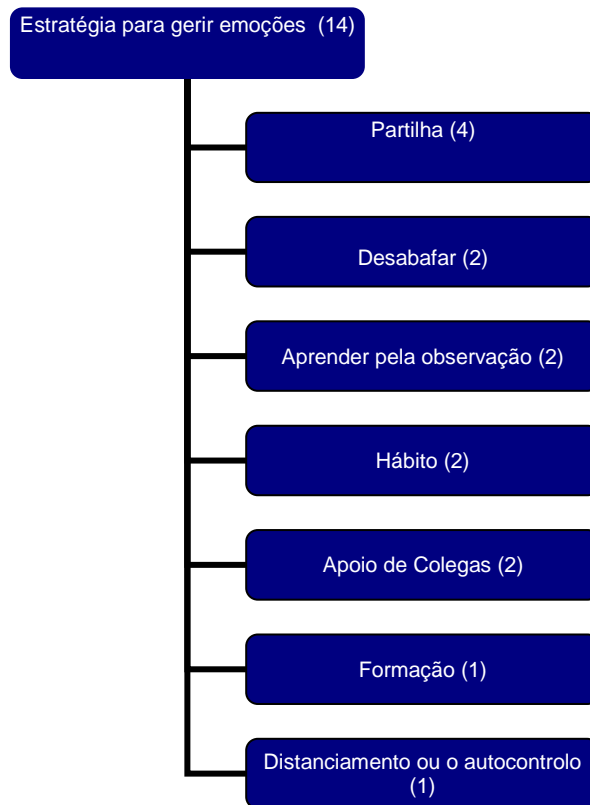 Estratégia para gerir emoções (14)
Partilha (4)
Desabafar (2)
Aprender pela observação (2)
Hábito (2)
Apoio de Colegas (2)
Formação (1)
Distanciamento ou o autocontrolo
(1)